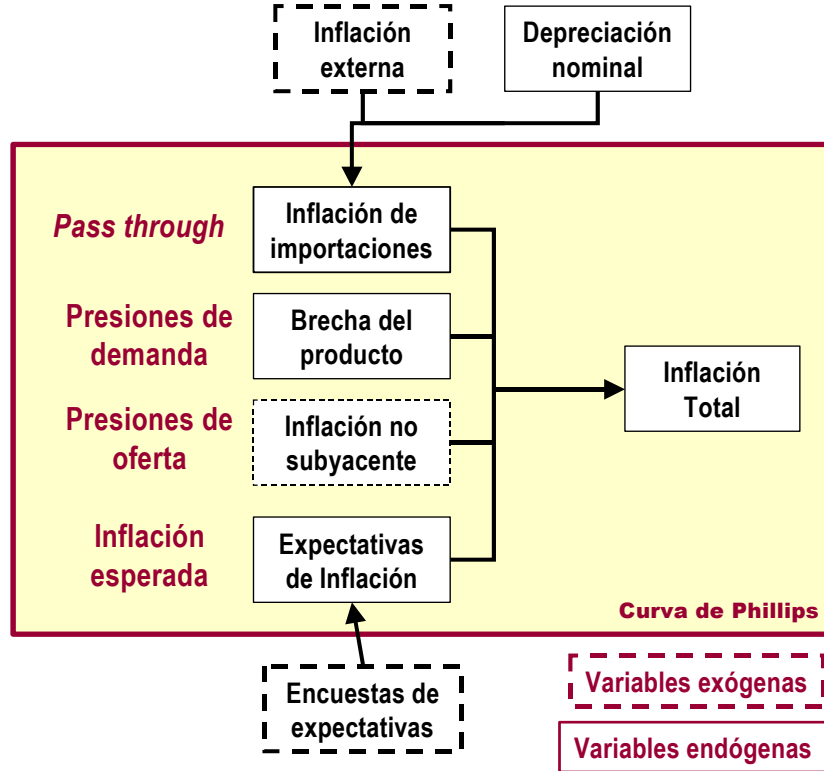 Inflación
externa
Depreciación
nominal
Pass through
Inflación de
importaciones
Presiones de
demanda
Brecha del
producto
Inflación
Total
Presiones de
oferta
Inflación no
subyacente
Inflación
esperada
Expectativas
de Inflación
Curva de Phillips
Encuestas de
expectativas
Variables exógenas
Variables endógenas